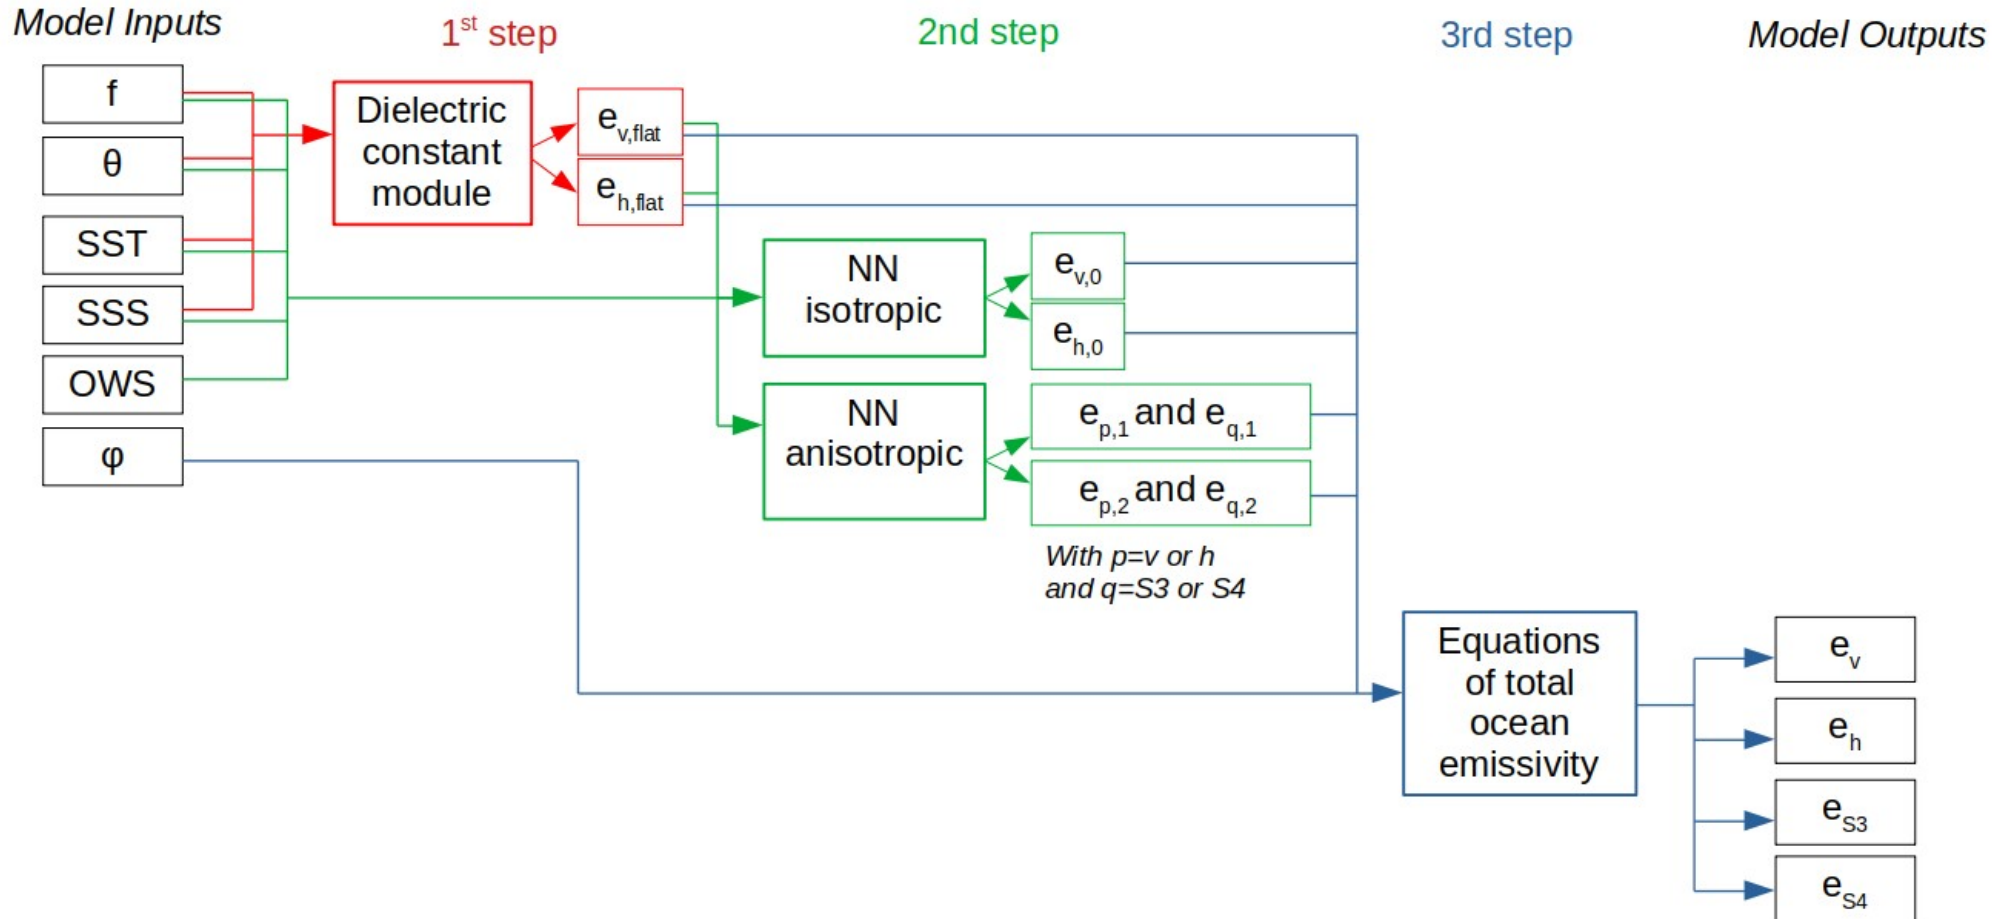 Model Inputs
1st step
2nd step
3rd step
Model Outputs
f
θ
SST
SSS
OWS
φ
Dielectric
constant
module
ev,flat
eh,flat
NN
isotropic
ev,0
eh,0
NN
anisotropic
ep,1 and eq,1
ep,2 and eq,2
With p=v or h
and q=S3 or S4
Equations
of total
ocean
emissivity
ev
eh
eS3
eS4